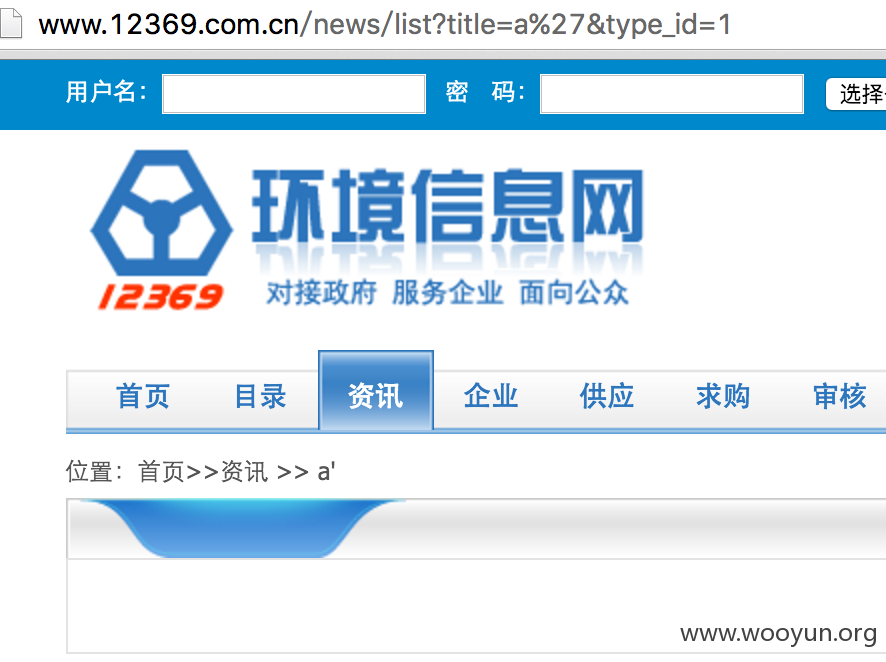 www.12369.com.cn/news/list?title=a%27&type_id=1
用户名： 密 码： 选择
环境信息网
12369 对接政府 服务企业 面向公众
首页 目录 资讯 企业 供应 求购 审核
位置：首页>>资讯 >> a'
www.wooyun.org